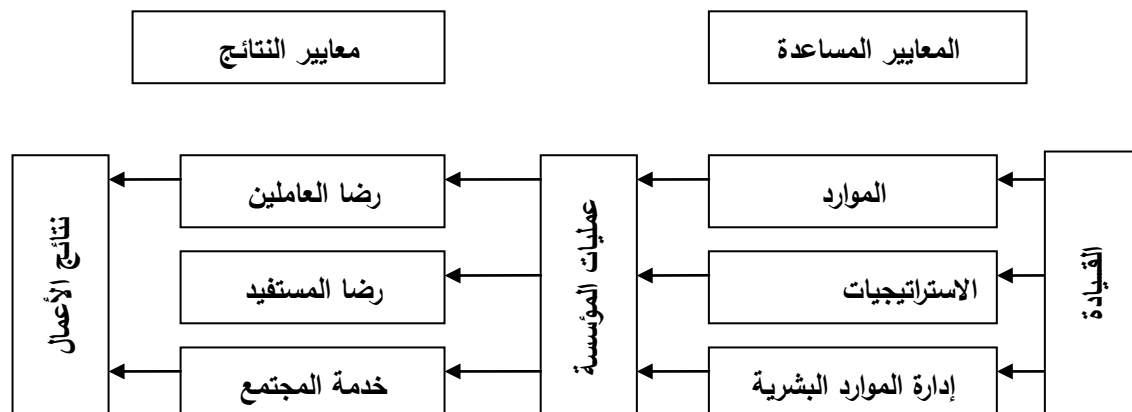 المعايير المساعدة
معايير النتائج
القيادة
الموارد
الاستراتيجيات
إدارة الموارد البشرية
عمليات المؤسسة
رضا العاملين
رضا المستفيد
خدمة المجتمع
نتائج الأعمال